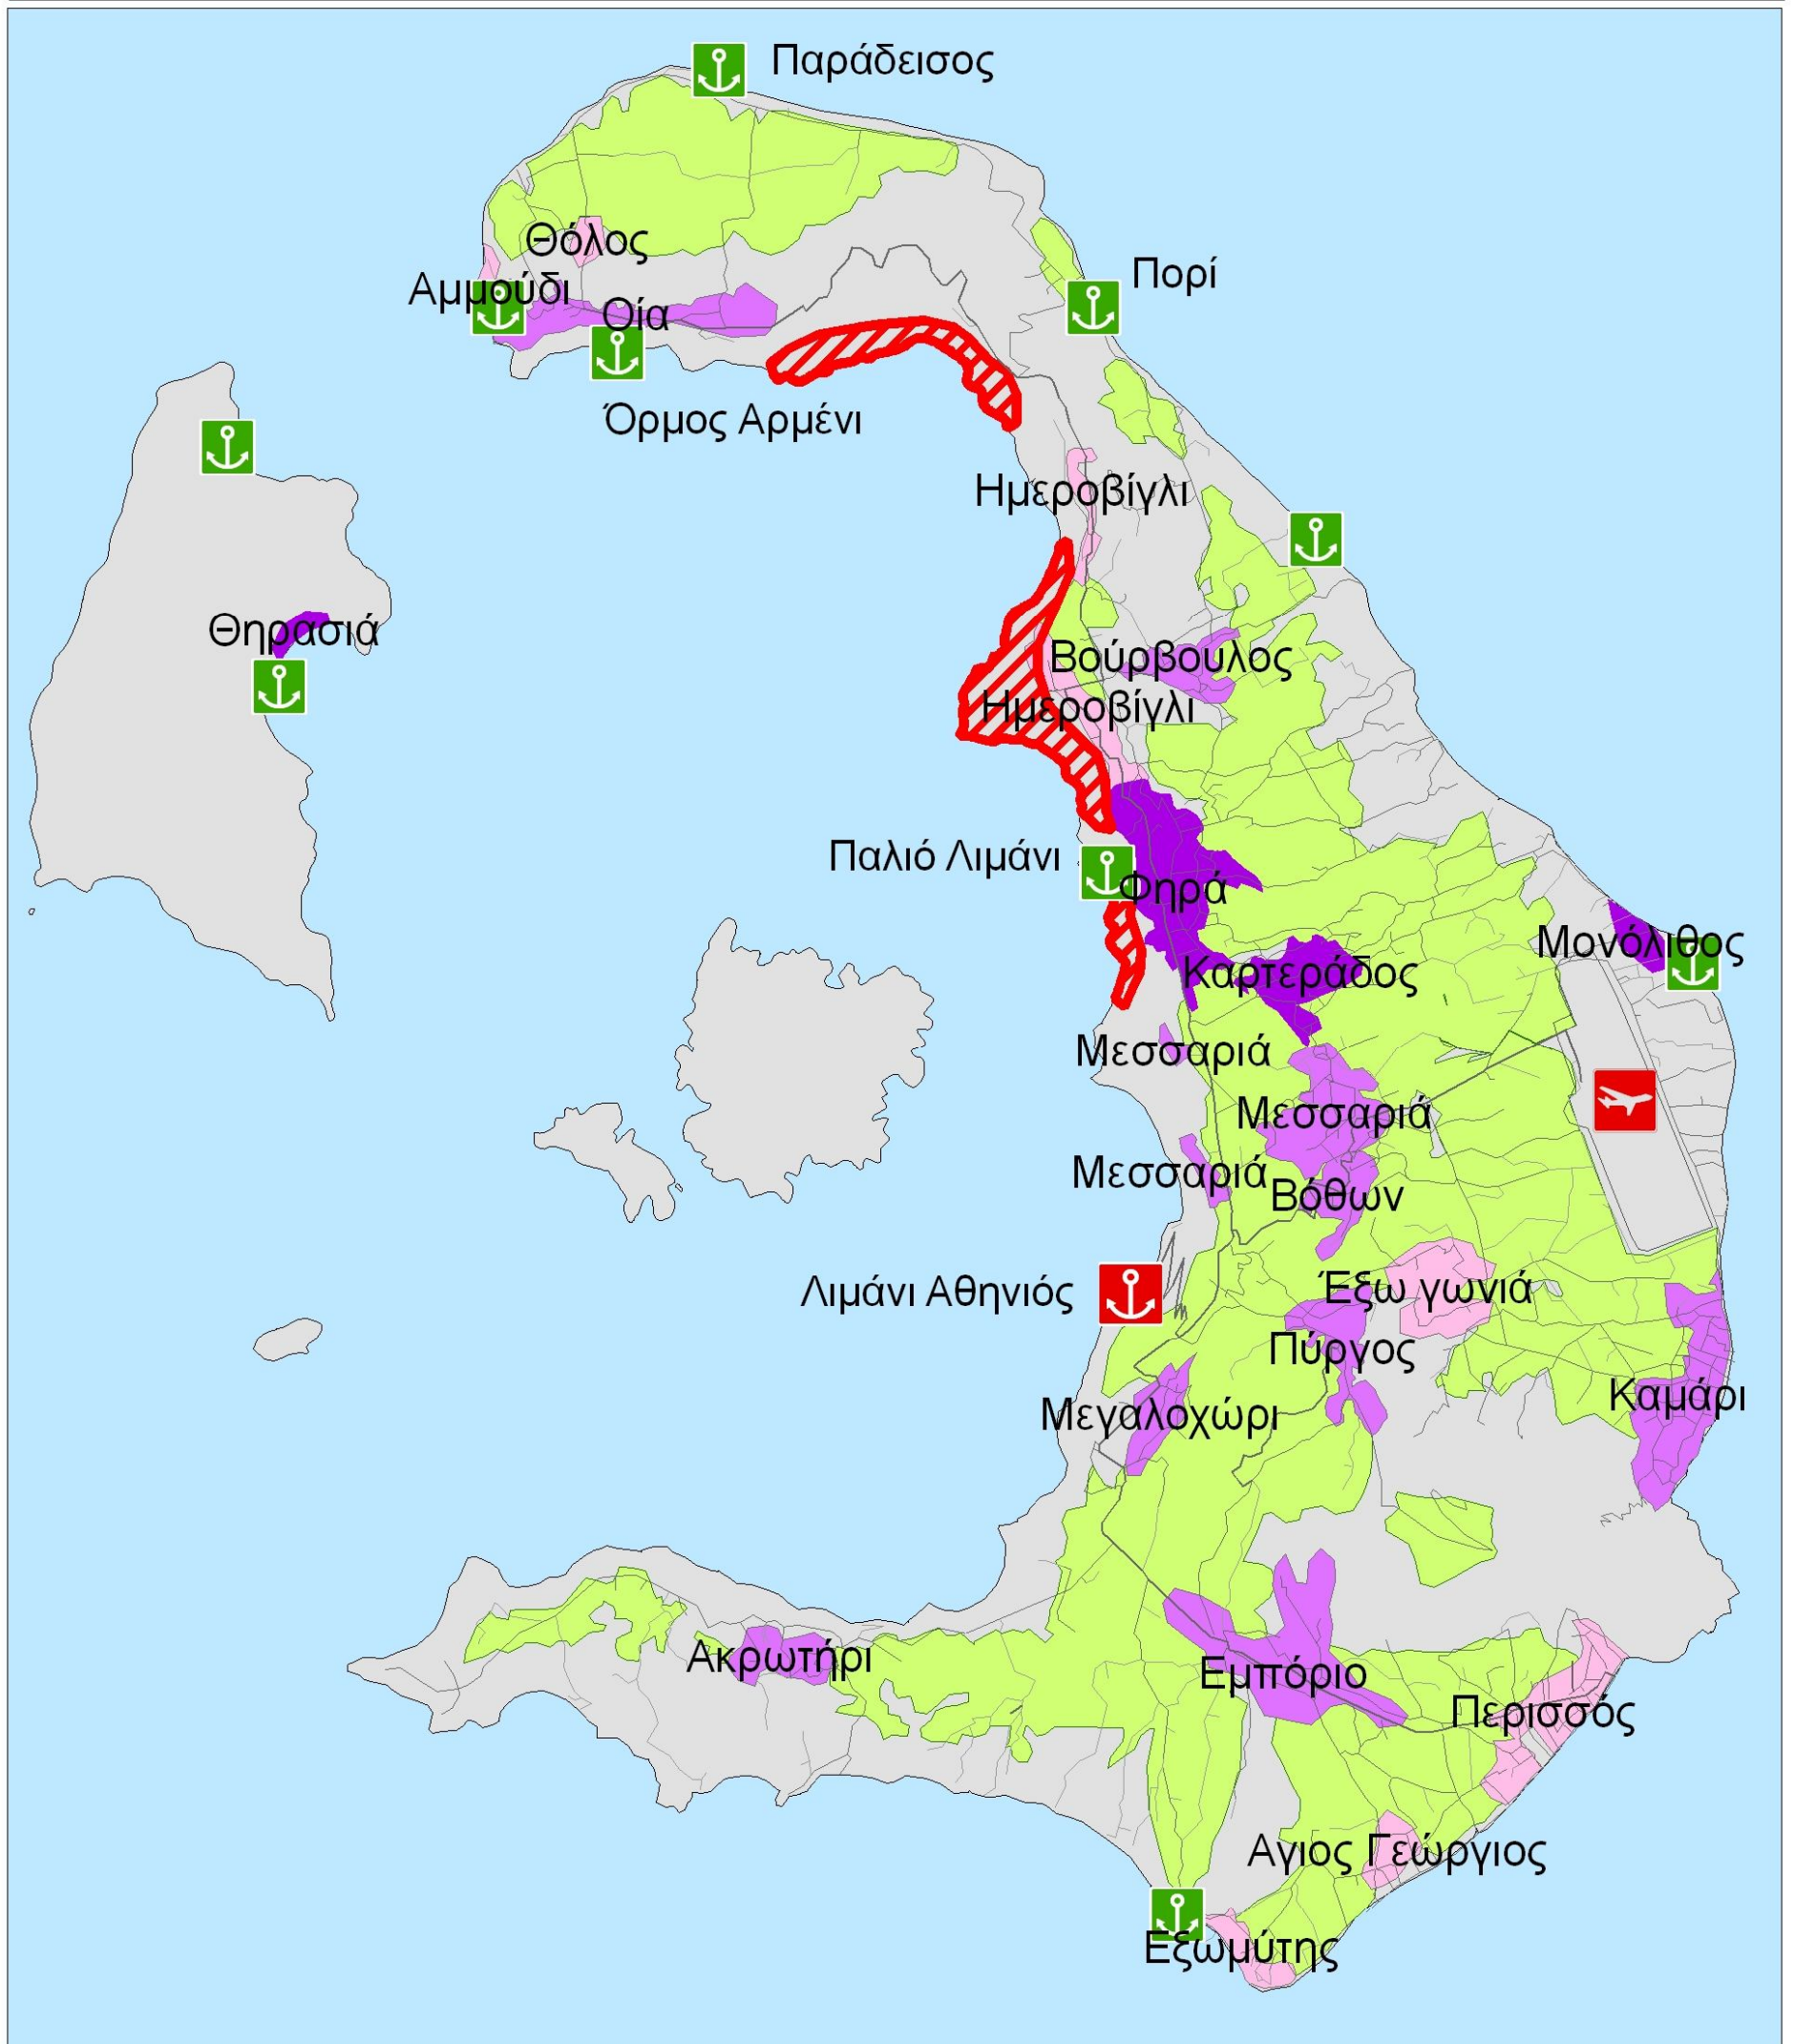 Παράδεισος
Θόλος
Πορί
Αμμούδι
Οία
Όρμος Αρμένι
Ημεροβίγλι
Θηρασιά
Βούρβουλος
Ημεροβίγλι
Παλιό Λιμάνι
Φηρά
Μονόλιθος
Καρτεράδος
Μεσσαριά
Μεσσαριά
Μεσσαριά
Βόθων
Λιμάνι Αθηνιός
Έξω γωνιά
Πύργος
Καμάρι
Μεγαλοχώρι
Ακρωτήρι
Εμπόριο
Περισσός
Αγιος Γεώργιος
Εξωμύτης